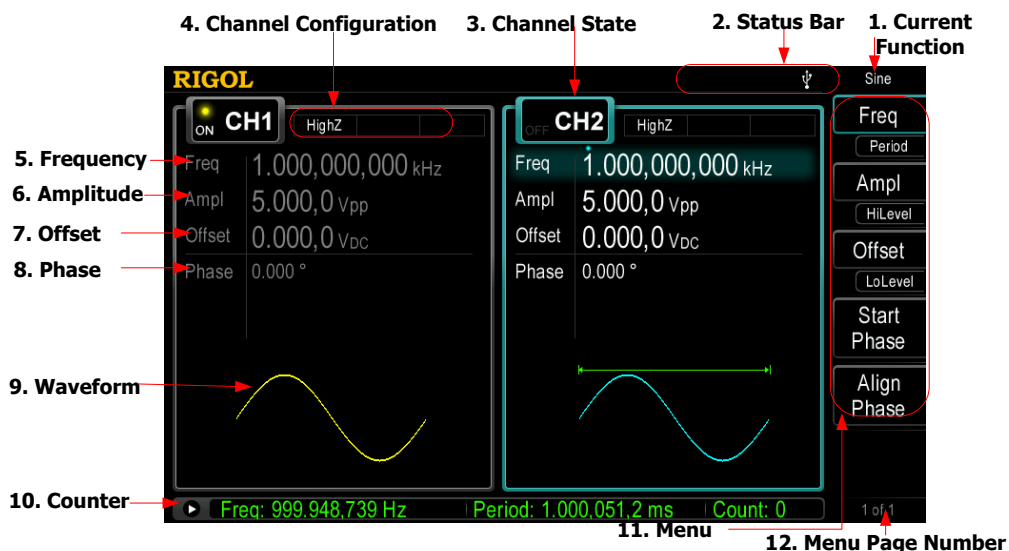 4. Channel Configuration
3. Channel State
2. Status Bar
1. Current
Function
RIGOL
Sine
ON CH1
HighZ
OFF CH2
HighZ
Freq
Period
5. Frequency
Freq 1.000,000,000 kHz
Freq 1.000,000,000 kHz
Ampl
HiLevel
6. Amplitude
Ampl 5.000,0 Vpp
Ampl 5.000,0 Vpp
7. Offset
Offset 0.000,0 VDC
Offset 0.000,0 VDC
Offset
LoLevel
8. Phase
Phase 0.000 °
Phase 0.000 °
Start
Phase
9. Waveform
Align
Phase
10. Counter
Freq: 999.948,739 Hz
Period: 1.000,051,2 ms
Count: 0
1 of 1
11. Menu
12. Menu Page Number